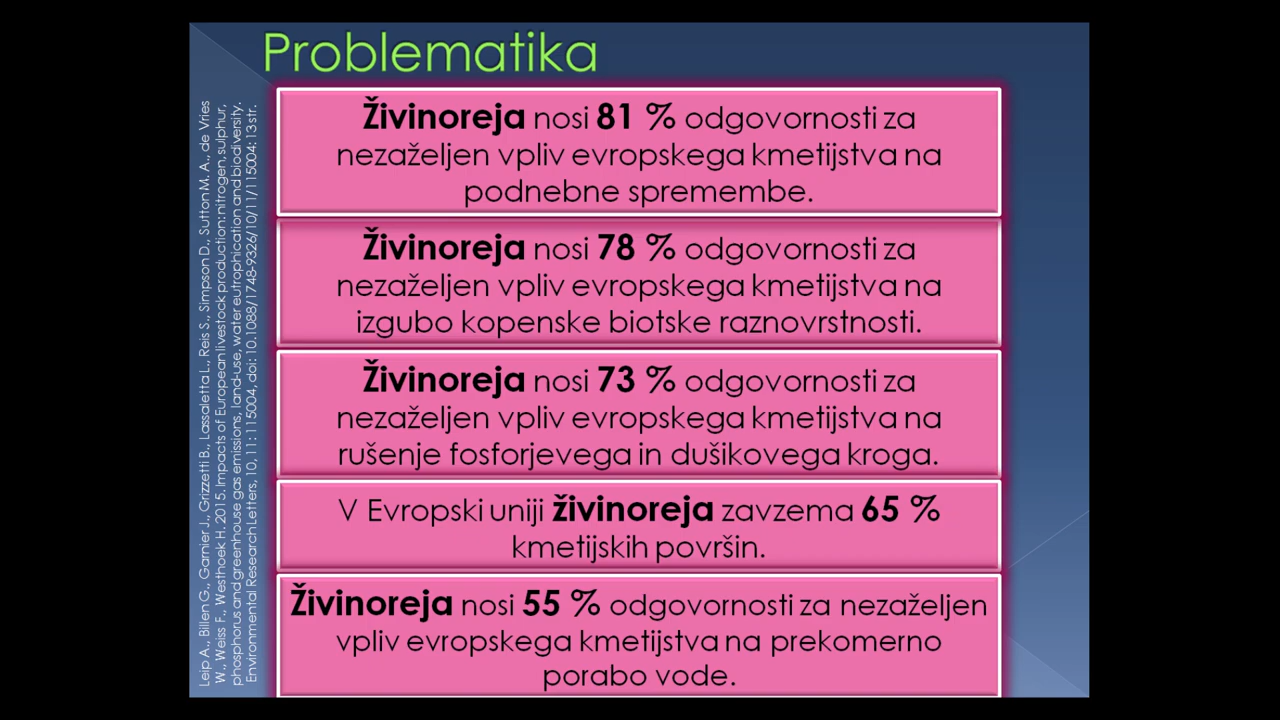 Problematika
Živinoreja nosi 81 % odgovornosti za
nezaželjen vpliv evropskega kmetijstva na
podnebne spremembe.
Živinoreja nosi 78 % odgovornosti za
nezaželjen vpliv evropskega kmetijstva na
izgubo kopenske biotske raznovrstnosti.
Živinoreja nosi 73 % odgovornosti za
nezaželjen vpliv evropskega kmetijstva na
rušenje fosforjevega in dušikovega kroga.
V Evropski uniji živinoreja zavzema 65 %
kmetijskih površin.
Živinoreja nosi 55 % odgovornosti za nezaželjen
vpliv evropskega kmetijstva na prekomerno
porabo vode.
Leip A., Billen G., Garnier J., Grizzetti B., Lassaletta L., Reis S., Simpson D., Sutton M. A., de Vries
W., Weiss F., Westhoek H. 2015. Impacts of European livestock production: nitrogen, sulphur,
phosphorus and greenhouse gas emissions, land-use, water eutrophication and biodiversity.
Environmental Research Letters, 10, 11: 115004, doi: 10.1088/1748-9326/10/11/115004: 13 str.